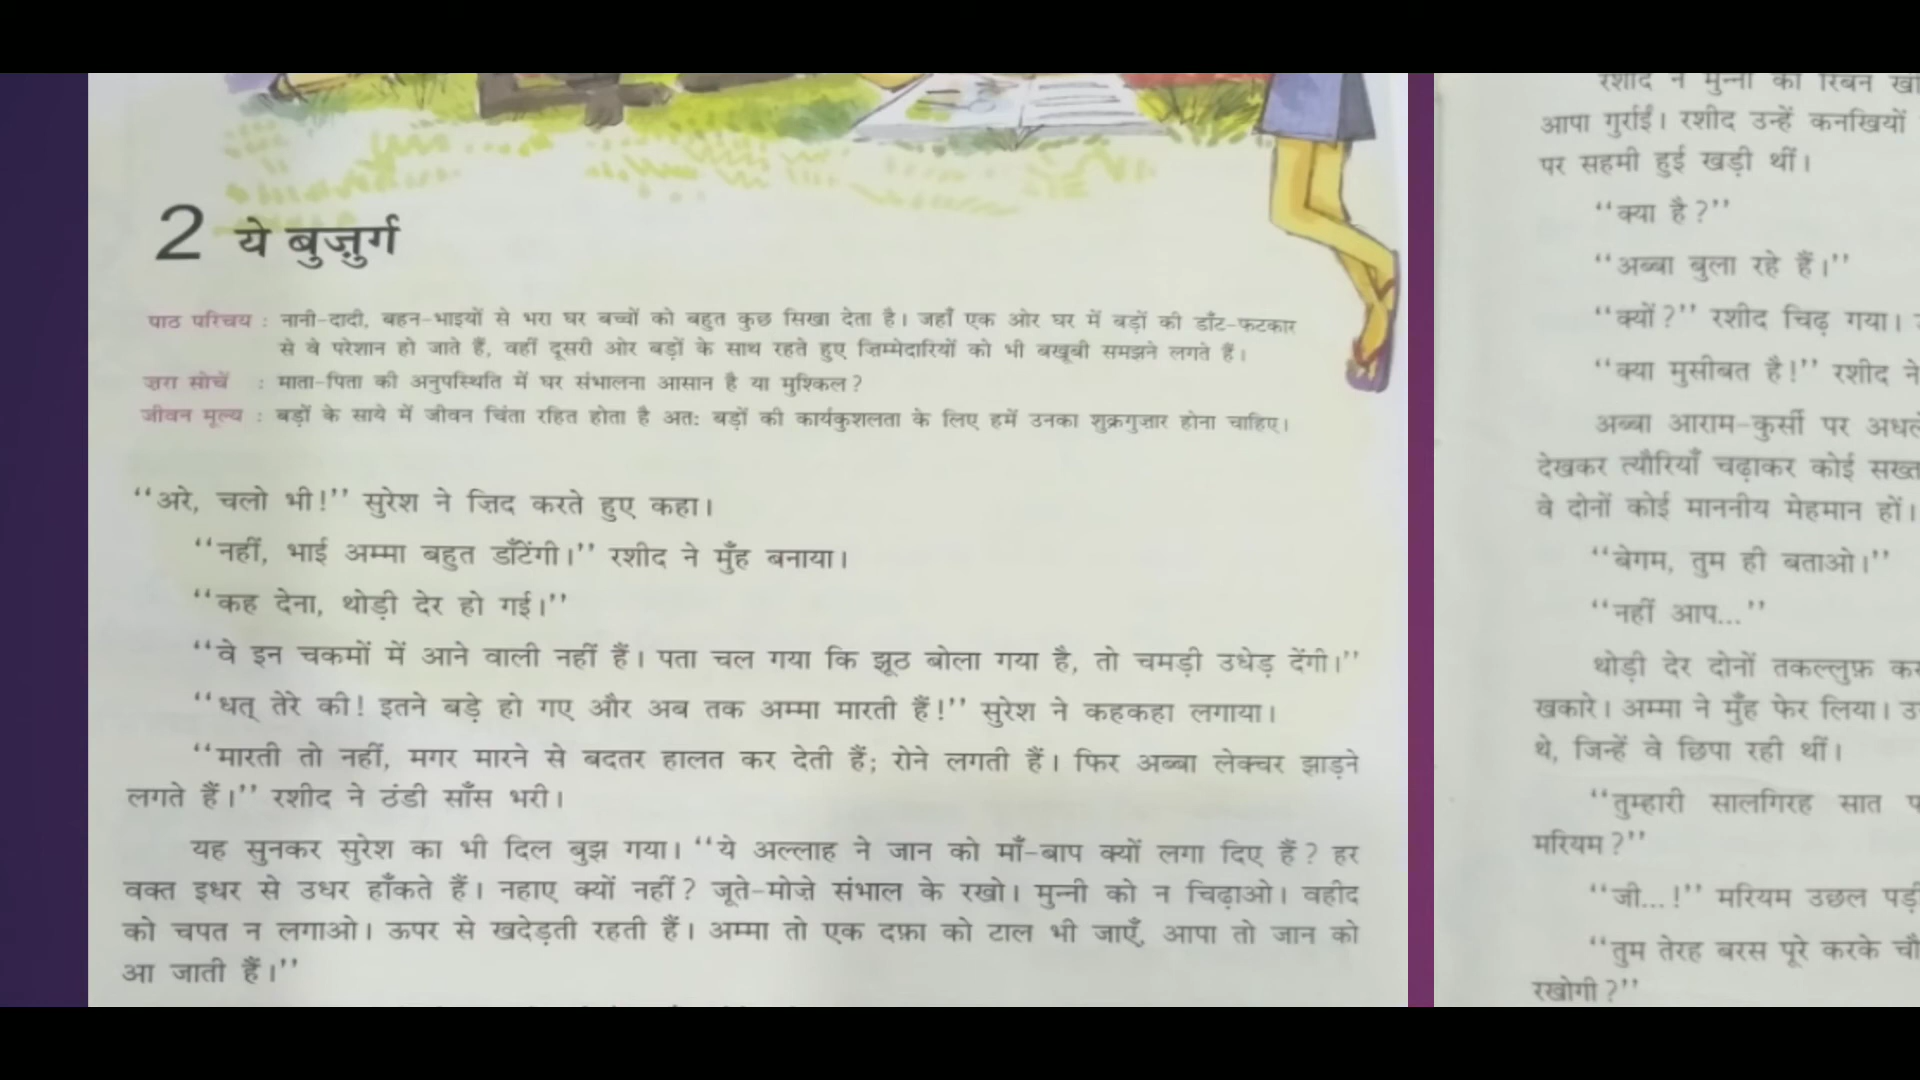 2 ये बुज़ुर्ग
पाठ परिचय : नानी-दादी, बहन-भाइयों से भरा घर बच्चों को बहुत कुछ सिखा देता है। जहाँ एक ओर घर में बड़ों की डाँट-फटकार
से वे परेशान हो जाते हैं, वहीं दूसरी ओर बड़ों के साथ रहते हुए ज़िम्मेदारियों को भी बखूबी समझने लगते हैं।
ज़रा सोचें : माता-पिता की अनुपस्थिति में घर संभालना आसान है या मुश्किल?
जीवन मूल्य : बड़ों के साये में जीवन चिंता रहित होता है अतः बड़ों की कार्यकुशलता के लिए हमें उनका शुक्रगुज़ार होना चाहिए।
“अरे, चलो भी!” सुरेश ने ज़िद करते हुए कहा।
“नहीं, भाई अम्मा बहुत डाँटेंगी।” रशीद ने मुँह बनाया।
“कह देना, थोड़ी देर हो गई।”
“वे इन चकमों में आने वाली नहीं हैं। पता चल गया कि झूठ बोला गया है, तो चमड़ी उधेड़ देंगी।”
“धत् तेरे की! इतने बड़े हो गए और अब तक अम्मा मारती हैं!” सुरेश ने कहकहा लगाया।
“मारती तो नहीं, मगर मारने से बदतर हालत कर देती हैं; रोने लगती हैं। फिर अब्बा लेक्चर झाड़ने
लगते हैं।” रशीद ने ठंडी साँस भरी।
यह सुनकर सुरेश का भी दिल बुझ गया। “ये अल्लाह ने जान को माँ-बाप क्यों लगा दिए हैं? हर
वक्त इधर से उधर हाँकते हैं। नहाए क्यों नहीं? जूते-मोज़े संभाल के रखो। मुन्नी को न चिढ़ाओ। वहीद
को चपत न लगाओ। ऊपर से खदेड़ती रहती हैं। अम्मा तो एक दफ़ा को टाल भी जाएँ, आपा तो जान को
आ जाती हैं।”
रशीद ने मुन्नी का रिबन
आपा गुर्राईं। रशीद उन्हें कनखियों
पर सहमी हुई खड़ी थीं।
“क्या है?”
“अब्बा बुला रहे हैं।”
“क्यों?” रशीद चिढ़ गया।
“क्या मुसीबत है!” रशीद ने
अब्बा आराम-कुर्सी पर
देखकर त्यौरियाँ चढ़ाकर कोई सख्त
वे दोनों कोई माननीय मेहमान हों।
“बेगम, तुम ही बताओ।”
“नहीं आप...”
थोड़ी देर दोनों तकल्लुफ़
खकारे। अम्मा ने मुँह फेर लिया।
थे, जिन्हें वे छिपा रही थीं।
“तुम्हारी सालगिरह सात
मरियम?”
“जी...!” मरियम उछल
“तुम तेरह बरस पूरे करके
रखोगी?”